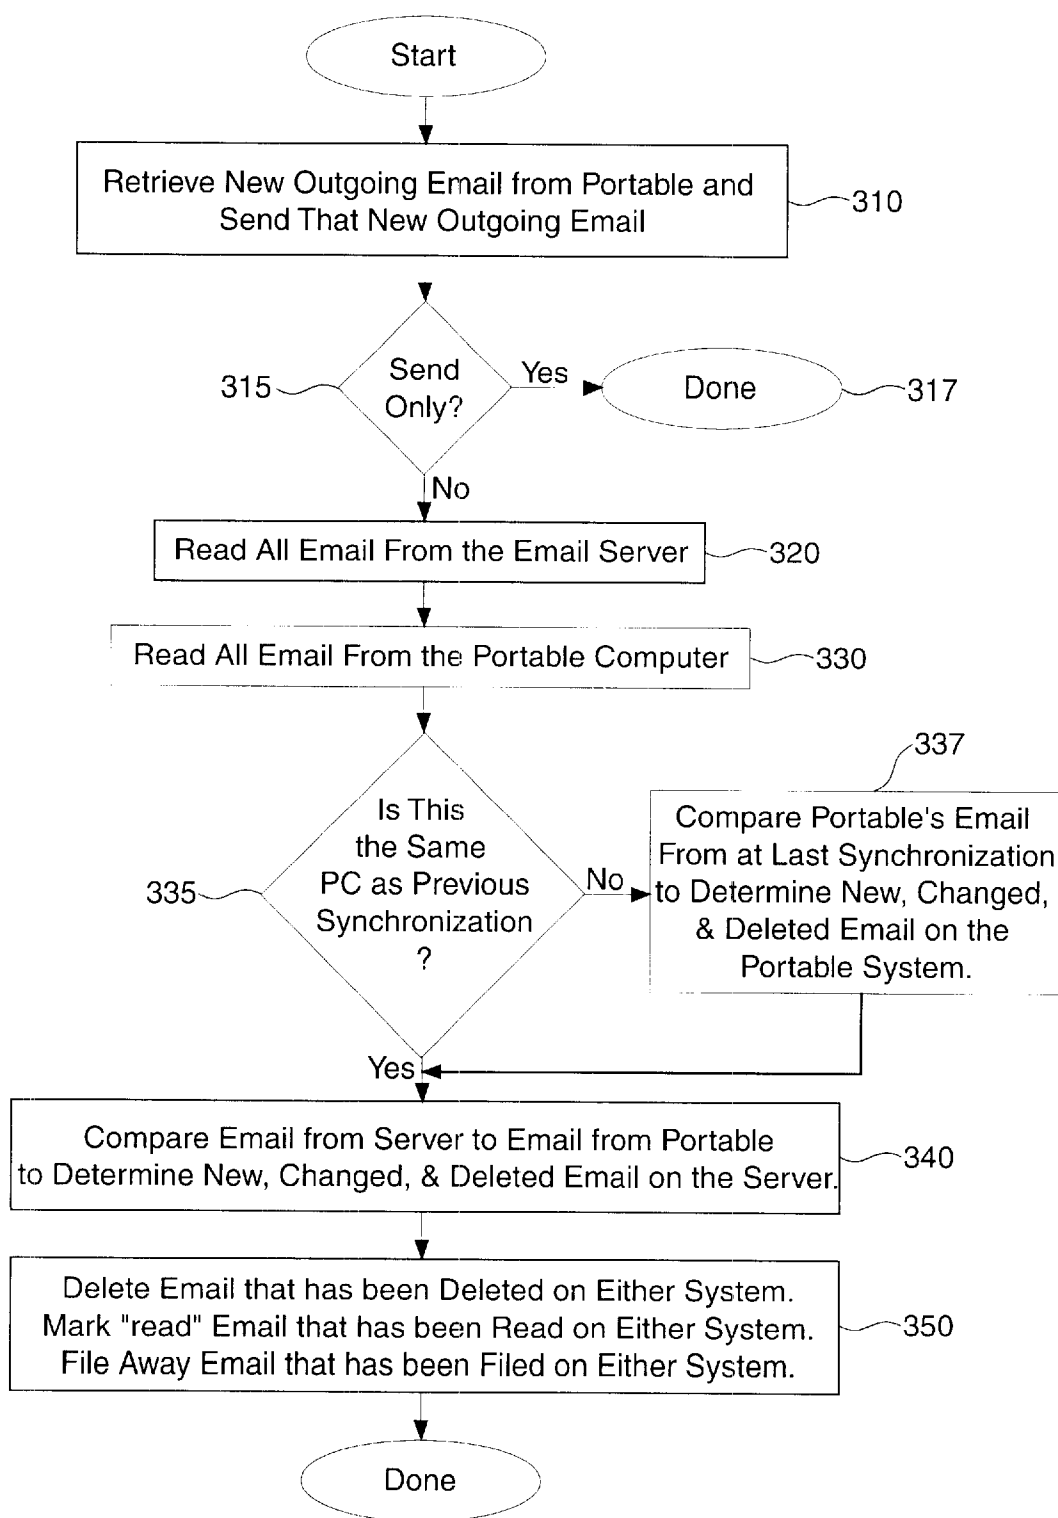 Start
Retrieve New Outgoing Email from Portable and
Send That New Outgoing Email
310
315
Send
Only?
Yes
Done
317
No
Read All Email From the Email Server
320
Read All Email From the Portable Computer
330
335
Is This
the Same
PC as Previous
Synchronization
?
No
337
Compare Portable's Email
From at Last Synchronization
to Determine New, Changed,
& Deleted Email on the
Portable System.
Yes
Compare Email from Server to Email from Portable
to Determine New, Changed, & Deleted Email on the Server.
340
Delete Email that has been Deleted on Either System.
Mark "read" Email that has been Read on Either System.
File Away Email that has been Filed on Either System.
350
Done